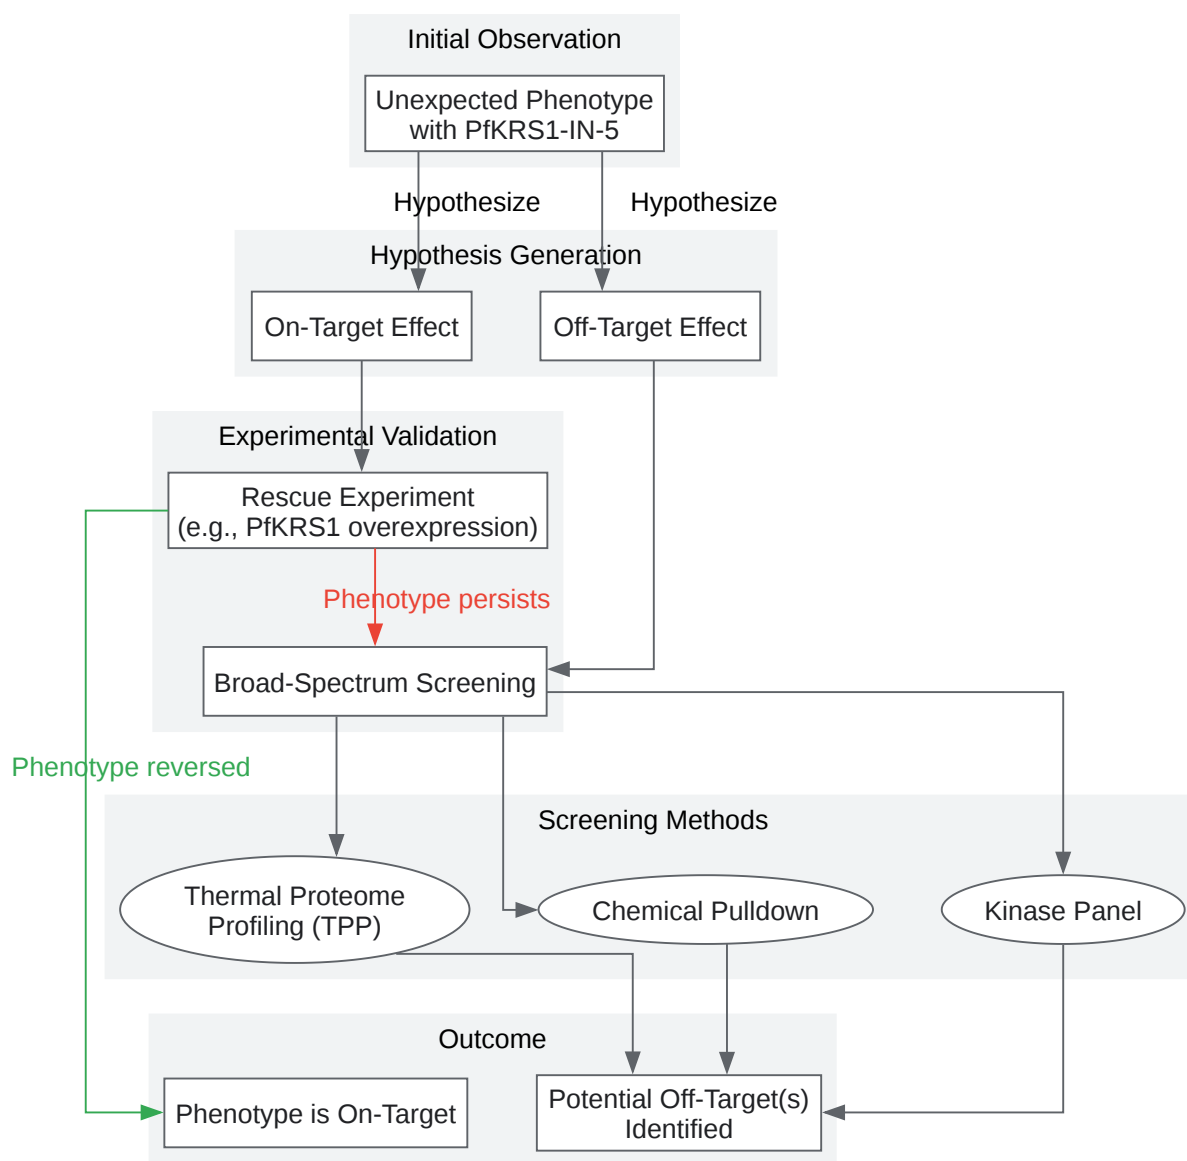 Initial Observation
Unexpected Phenotype
with PfKRS1-IN-5
Hypothesize
Hypothesize
Hypothesis Generation
On-Target Effect
Off-Target Effect
Experimental Validation
Rescue Experiment
(e.g., PfKRS1 overexpression)
Phenotype persists
Broad-Spectrum Screening
Phenotype reversed
Screening Methods
Thermal Proteome
Profiling (TPP)
Chemical Pulldown
Kinase Panel
Outcome
Phenotype is On-Target
Potential Off-Target(s)
Identified